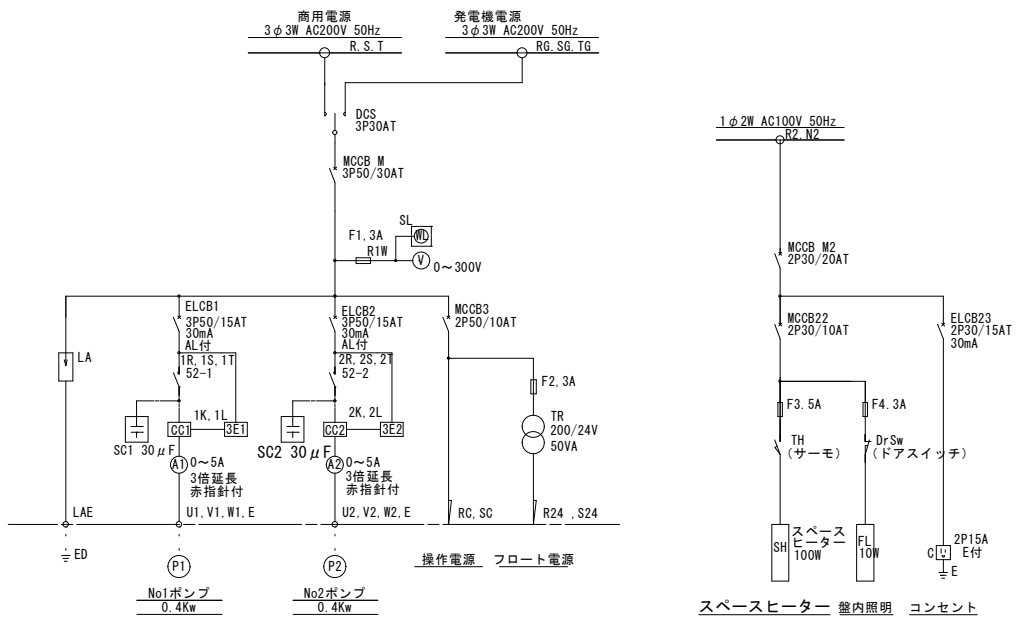 商用電源
3φ3W AC200V 50Hz
R.S.T
発電機電源
3φ3W AC200V 50Hz
RG.SG.TG
DCS
3P30AT
MCCB M
3P50/30AT
SL
WL
F1,3A
R1W
V
0～300V
ELCB1
3P50/15AT
30mA
AL付
1R,1S,1T
52-1
ELCB2
3P50/15AT
30mA
AL付
2R,2S,2T
52-2
MCCB3
2P50/10AT
LA
F2,3A
TR
200/24V
50VA
1K,1L
CC1
3E1
SC1 30μF
A1
0～5A
3倍延長
赤指針付
2K,2L
CC2
3E2
SC2 30μF
A2
0～5A
3倍延長
赤指針付
LAE
U1,V1,W1,E
U2,V2,W2,E
RC,SC
R24 ,S24
ED
P1
P2
操作電源
フロート電源
No1ポンプ
0.4Kw
No2ポンプ
0.4Kw
1φ2W AC100V 50Hz
R2.N2
MCCB M2
2P30/20AT
MCCB22
2P30/10AT
ELCB23
2P30/15AT
30mA
F3.5A
F4.3A
TH
(サーモ)
DrSw
(ドアスイッチ)
SH
スペース
ヒーター
100W
FL
10W
C
2P15A
E付
E
スペースヒーター
盤内照明
コンセント